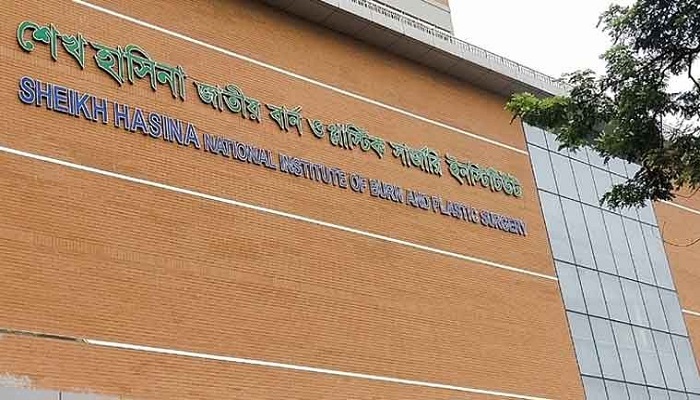 শেখ হাসিনা জাতীয় বার্ন ও প্লাস্টিক সার্জারি ইনস্টিটিউট
SHEIKH HASINA NATIONAL INSTITUTE OF BURN AND PLASTIC SURGERY